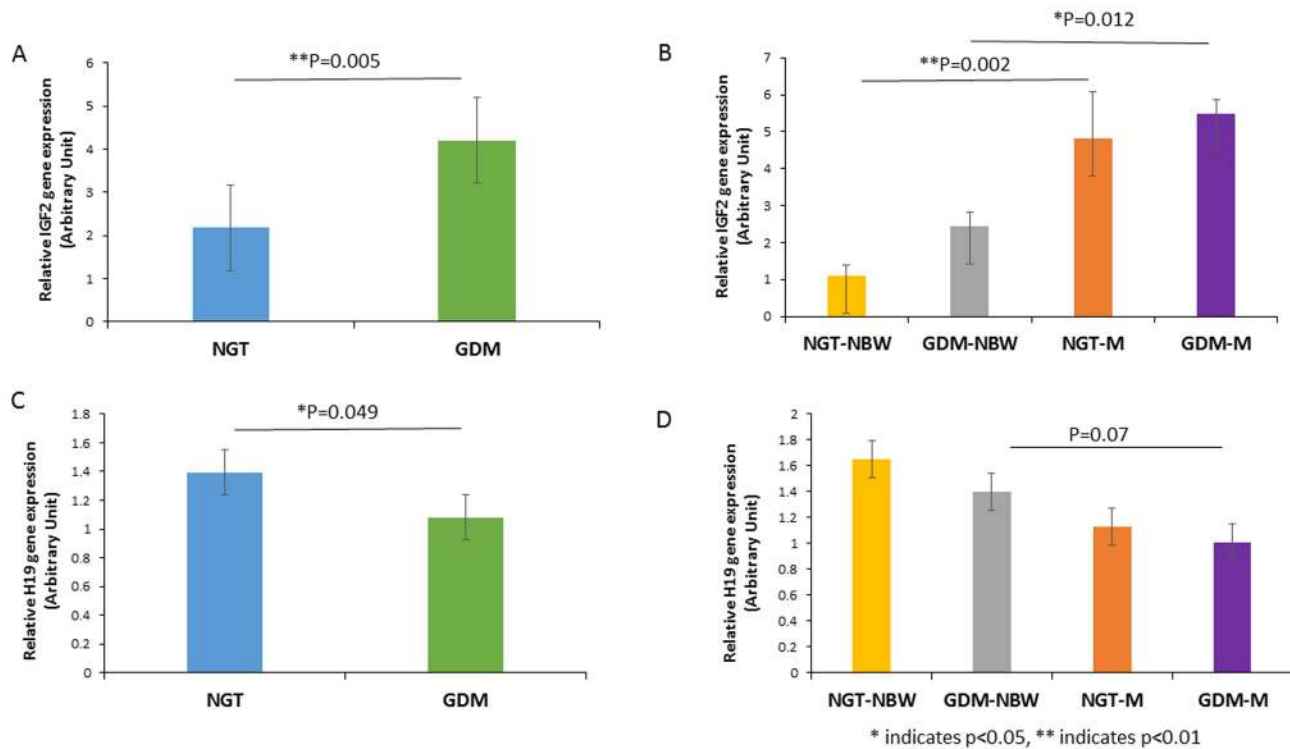 A
**P=0.005
Relative IGF2 gene expression
(Arbitrary Unit)
6
5
4
3
2
1
0
NGT GDM
B
*P=0.012
**P=0.002
Relative IGF2 gene expression
(Arbitrary Unit)
7
6
5
4
3
2
1
0
NGT-NBW GDM-NBW NGT-M GDM-M
C
*P=0.049
Relative H19 gene expression
(Arbitrary Unit)
1.8
1.6
1.4
1.2
1
0.8
0.6
0.4
0.2
0
NGT GDM
D
P=0.07
Relative H19 gene expression
(Arbitrary Unit)
2
1.8
1.6
1.4
1.2
1
0.8
0.6
0.4
0.2
0
NGT-NBW GDM-NBW NGT-M GDM-M
* indicates p<0.05, ** indicates p<0.01